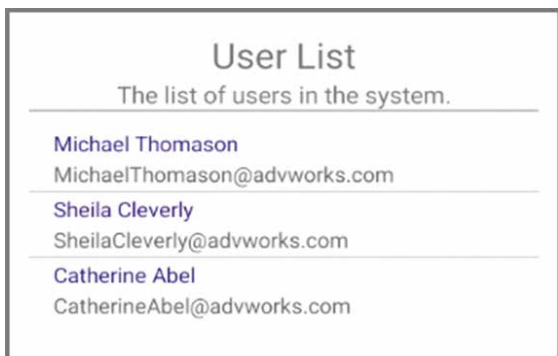 User List
The list of users in the system.
Michael Thomason
MichaelThomason@advworks.com
Sheila Cleverly
SheilaCleverly@advworks.com
Catherine Abel
CatherineAbel@advworks.com